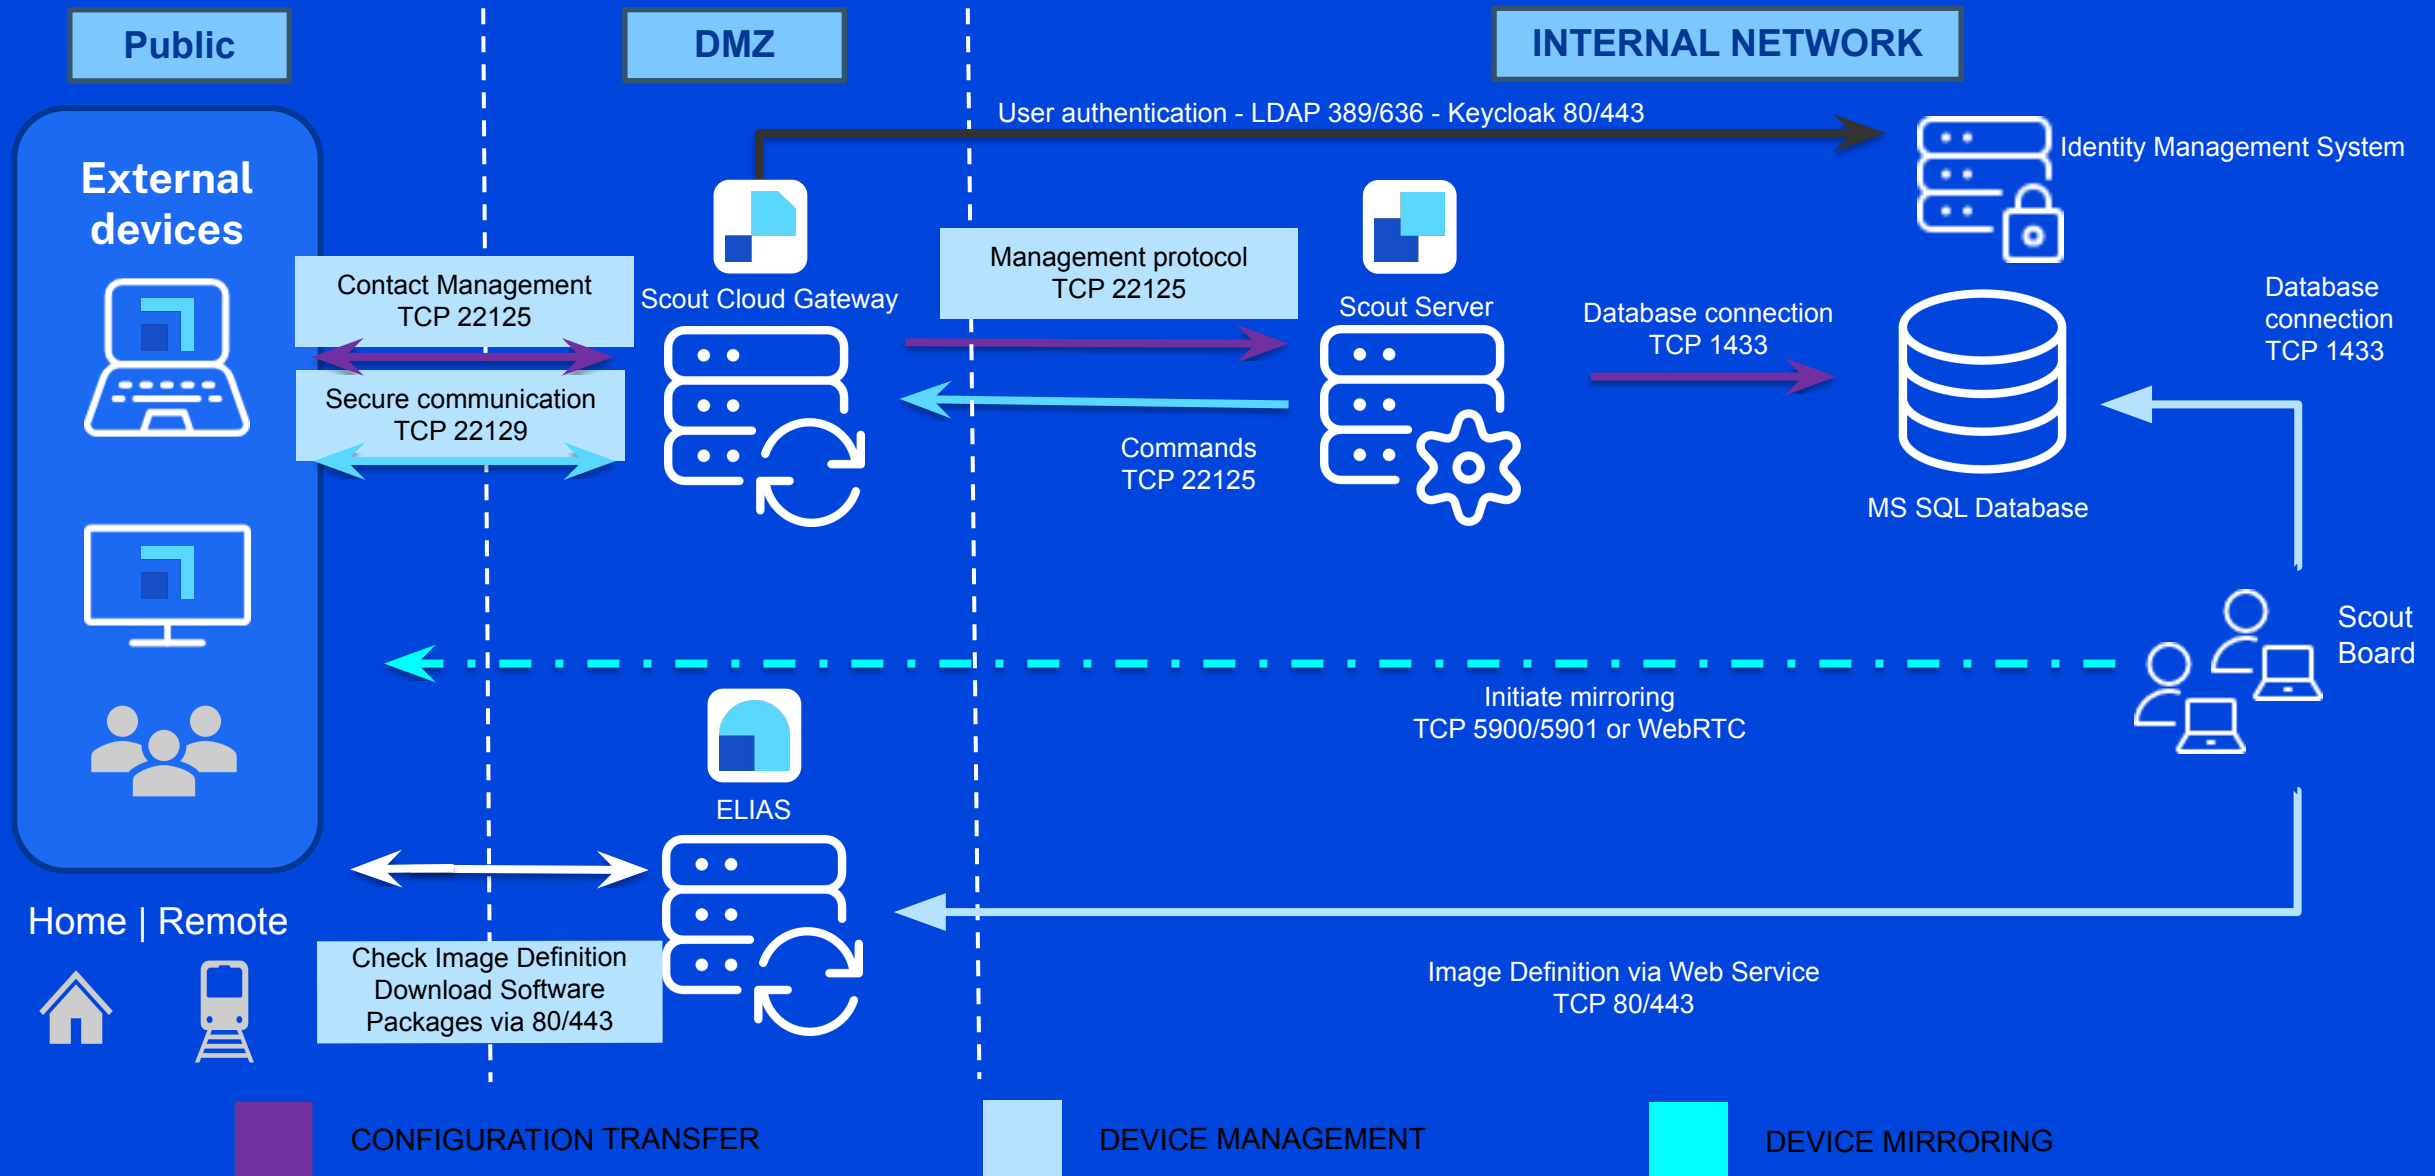 Public
DMZ
INTERNAL NETWORK
User authentication - LDAP 389/636 - Keycloak 80/443
Identity Management System
External
devices
Contact Management
TCP 22125
Secure communication
TCP 22129
Scout Cloud Gateway
Management protocol
TCP 22125
Scout Server
Commands
TCP 22125
Database connection
TCP 1433
MS SQL Database
Database
connection
TCP 1433
Scout
Board
Initiate mirroring
TCP 5900/5901 or WebRTC
ELIAS
Home | Remote
Check Image Definition
Download Software
Packages via 80/443
Image Definition via Web Service
TCP 80/443
CONFIGURATION TRANSFER
DEVICE MANAGEMENT
DEVICE MIRRORING